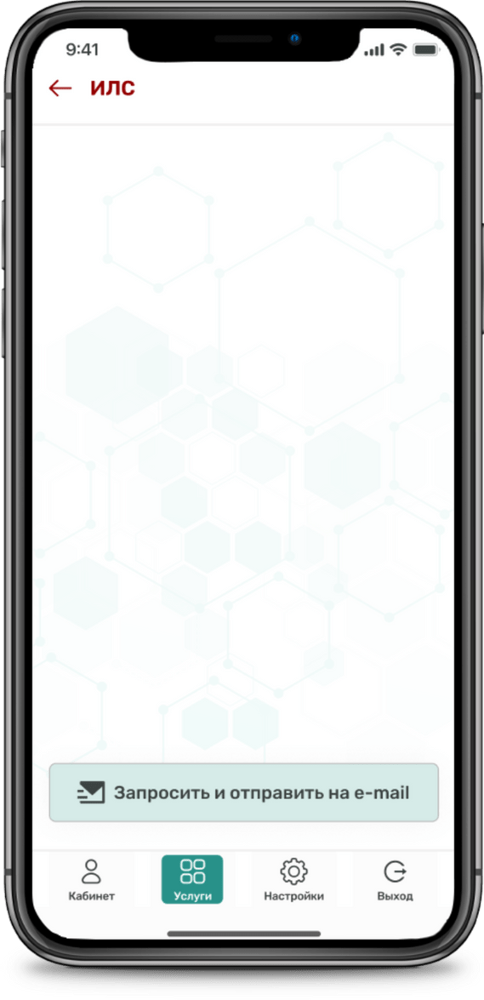 9:41
ИЛС
Запросить и отправить на e-mail
Кабинет
Услуги
Настройки
Выход